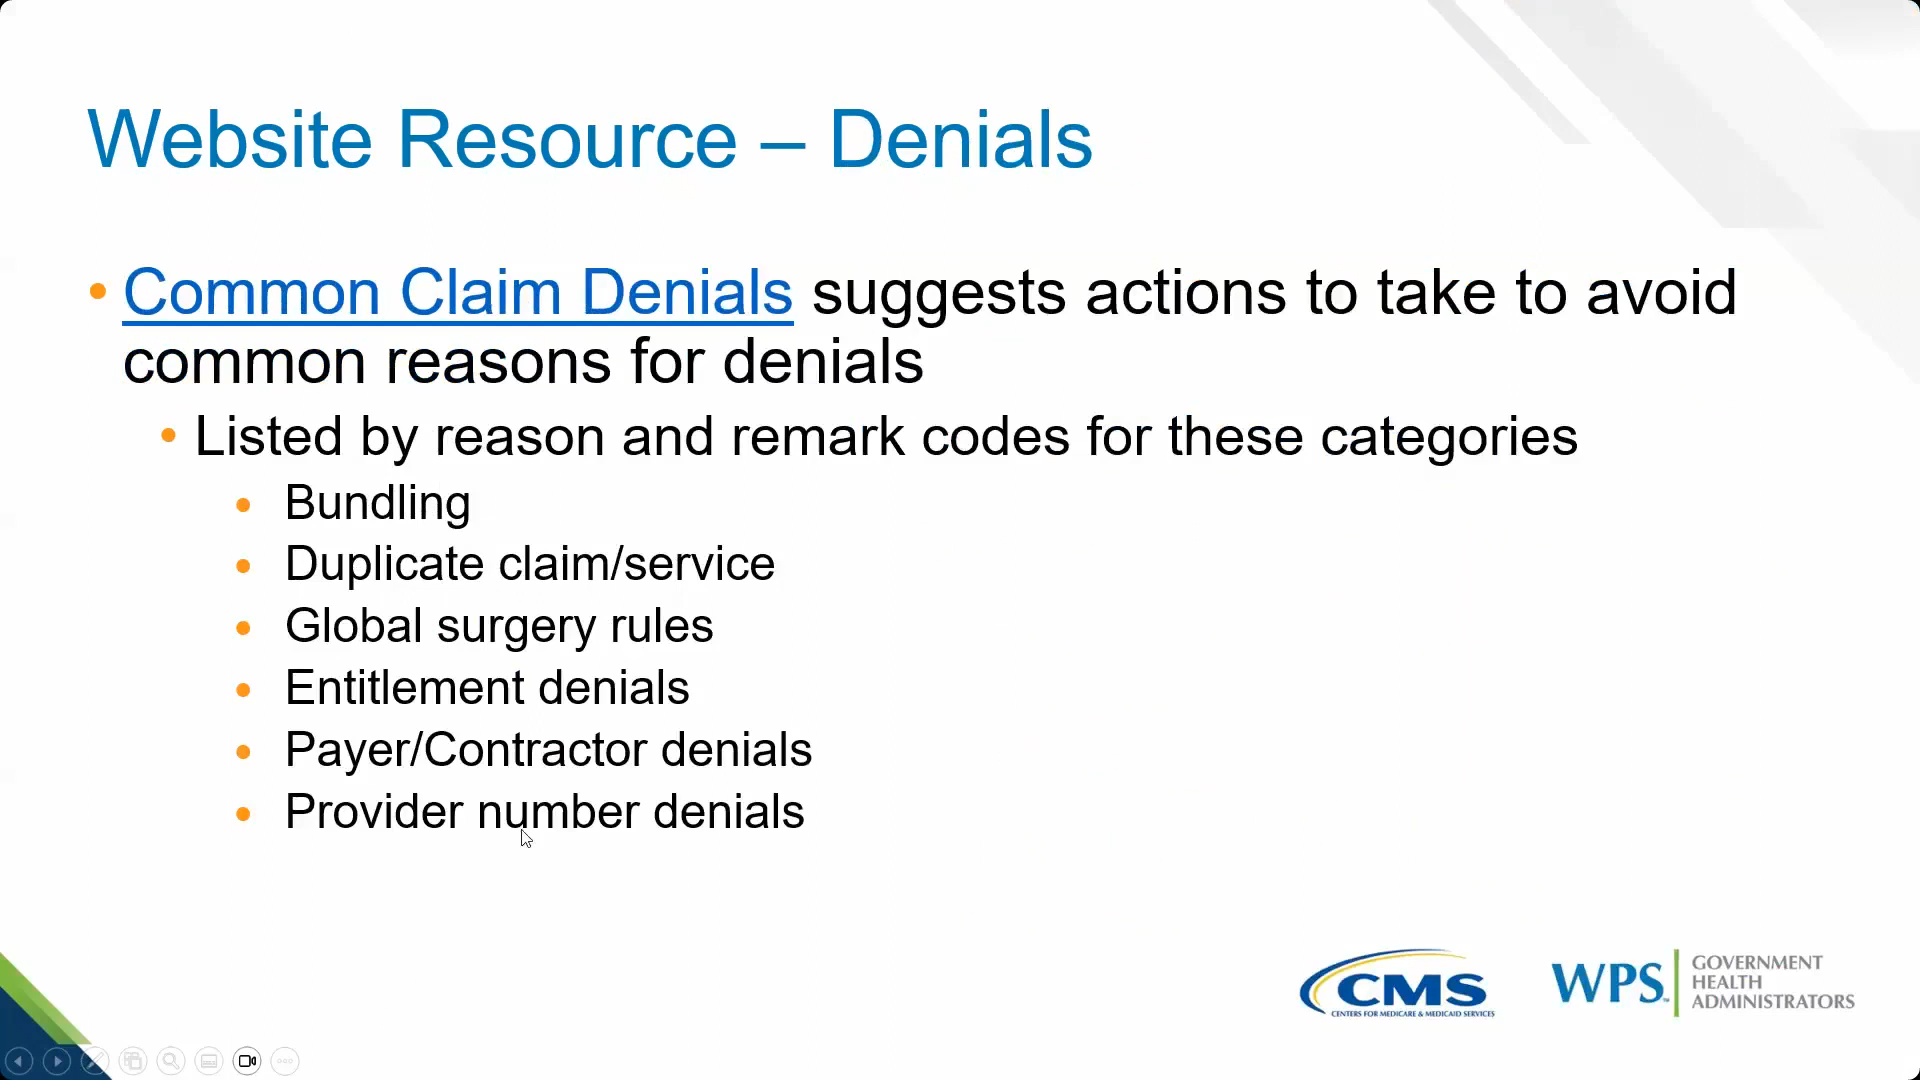 Website Resource – Denials
• Common Claim Denials suggests actions to take to avoid
common reasons for denials
• Listed by reason and remark codes for these categories
• Bundling
• Duplicate claim/service
• Global surgery rules
• Entitlement denials
• Payer/Contractor denials
• Provider number denials
CMS
CENTERS FOR MEDICARE & MEDICAID SERVICES
WPS™
GOVERNMENT
HEALTH
ADMINISTRATORS